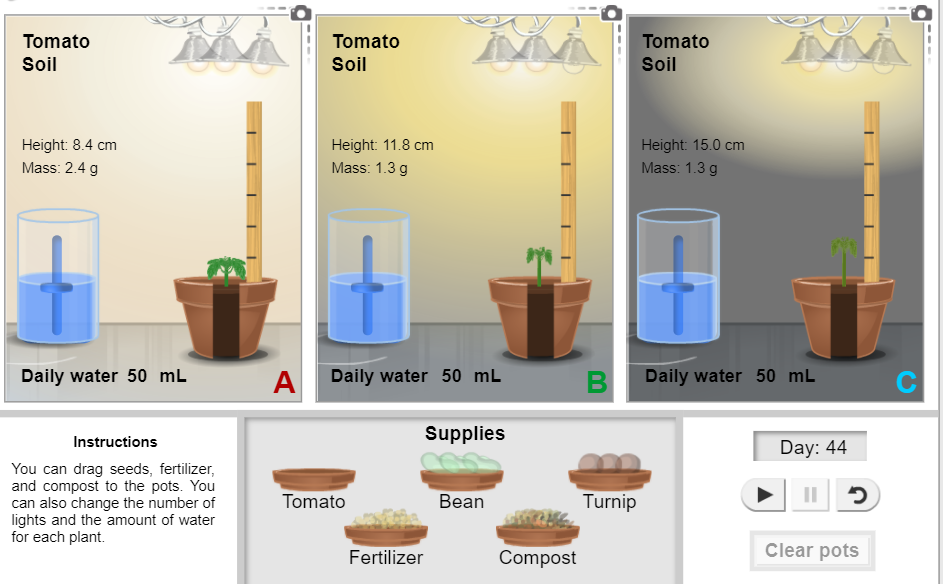 Tomato
Soil
Height: 8.4 cm
Mass: 2.4 g
Daily water 50 mL
A
Tomato
Soil
Height: 11.8 cm
Mass: 1.3 g
Daily water 50 mL
B
Tomato
Soil
Height: 15.0 cm
Mass: 1.3 g
Daily water 50 mL
C
Instructions
You can drag seeds, fertilizer,
and compost to the pots. You
can also change the number of
lights and the amount of water
for each plant.
Supplies
Tomato
Bean
Turnip
Fertilizer
Compost
Day: 44
Clear pots